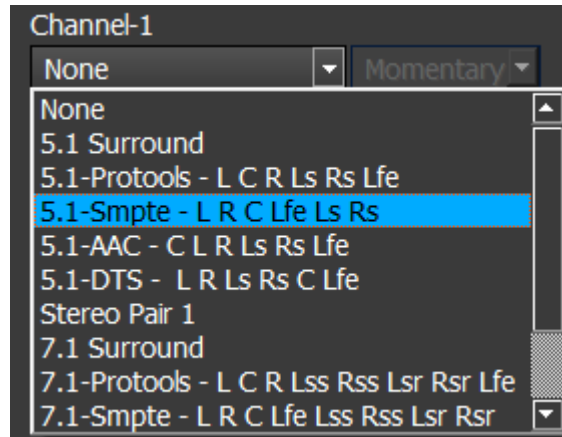 Channel-1
None
Momentary
None
5.1 Surround
5.1-Protools - L C R Ls Rs Lfe
5.1-Smpte - L R C Lfe Ls Rs
5.1-AAC - C L R Ls Rs Lfe
5.1-DTS -  L R Ls Rs C Lfe
Stereo Pair 1
7.1 Surround
7.1-Protools - L C R Lss Rss Lsr Rsr Lfe
7.1-Smpte - L R C Lfe Lss Rss Lsr Rsr